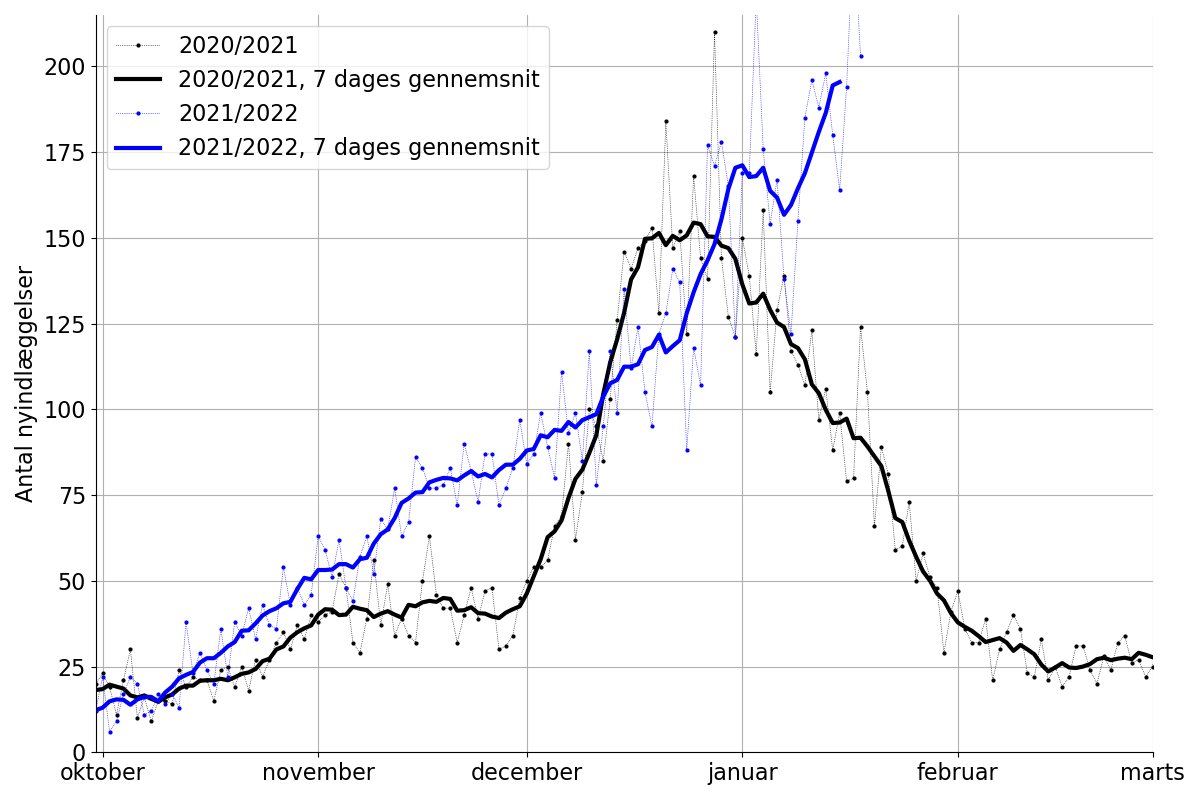 2020/2021
2020/2021, 7 dages gennemsnit
2021/2022
2021/2022, 7 dages gennemsnit
Antal nyindlæggelser
200
175
150
125
100
75
50
25
0
oktober november december januar februar marts